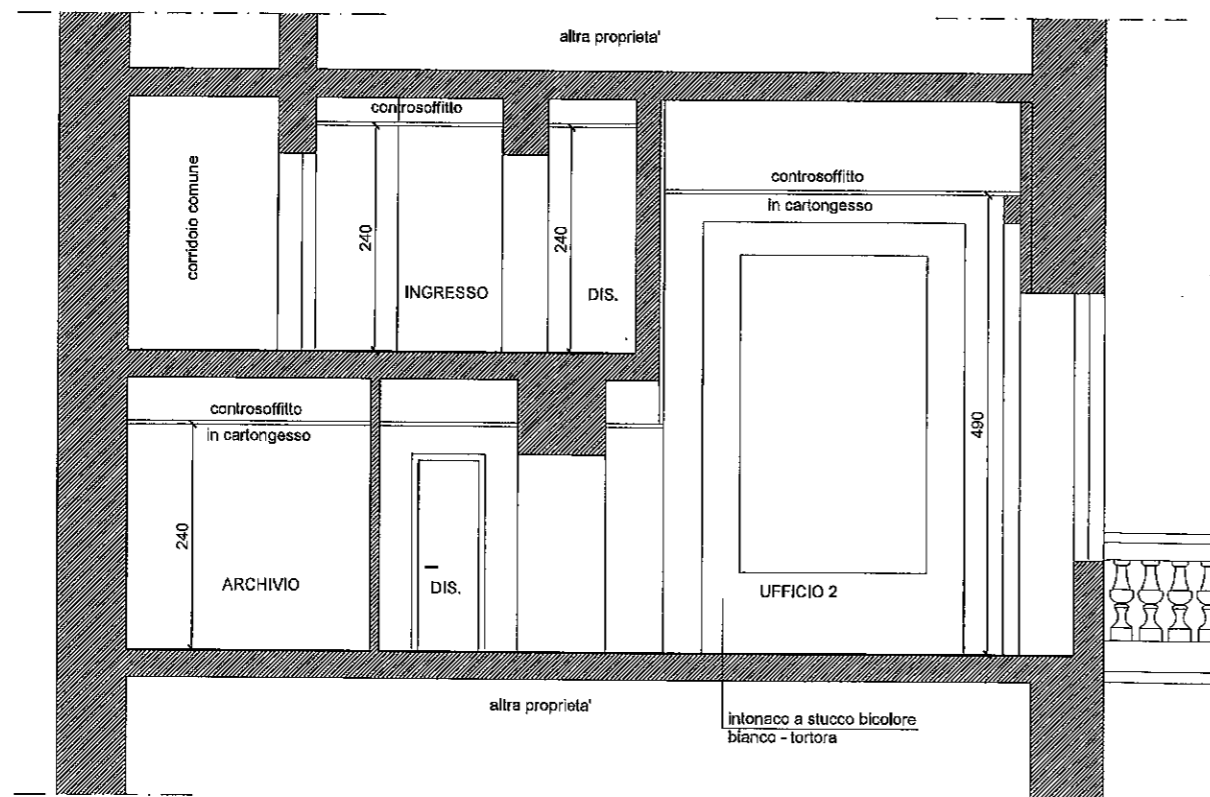 altra proprieta'
controsoffitto
corridoio comune
240
INGRESSO
240
DIS.
controsoffitto
in cartongesso
490
controsoffitto
in cartongesso
240
ARCHIVIO
DIS.
UFFICIO 2
altra proprieta'
intonaco a stucco bicolore
bianco - tortora